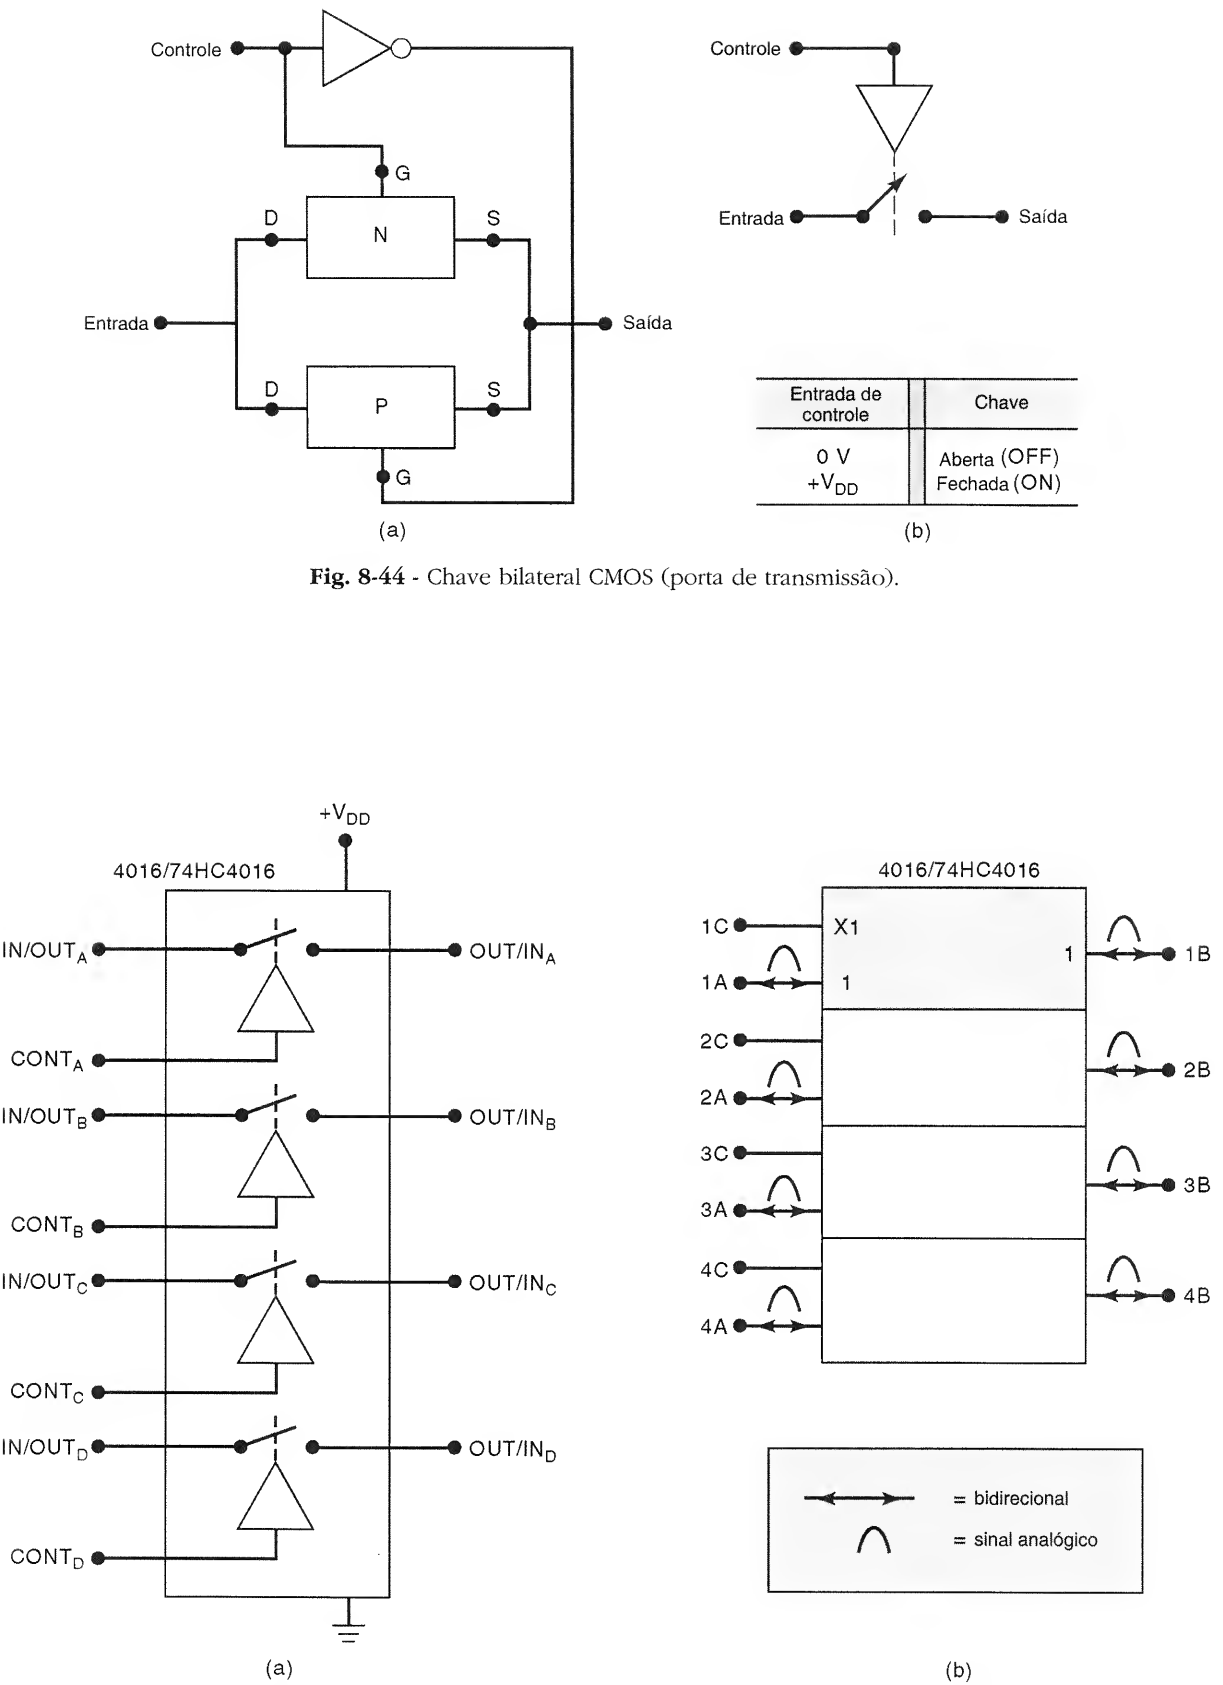 Controle
G
D
N
S
Entrada
Saída
D
P
S
G
(a)
Controle
Entrada
Saída
Entrada de controle
Chave
0 V
Aberta (OFF)
+VDD
Fechada (ON)
(b)
Fig. 8-44 - Chave bilateral CMOS (porta de transmissão).
+VDD
4016/74HC4016
IN/OUTA
OUT/INA
CONTA
IN/OUTB
OUT/INB
CONTB
IN/OUTC
OUT/INC
CONTC
IN/OUTD
OUT/IND
CONTD
(a)
4016/74HC4016
1C
X1
1
1B
1A
1
2C
2B
2A
3C
3B
3A
4C
4B
4A
= bidirecional
= sinal analógico
(b)